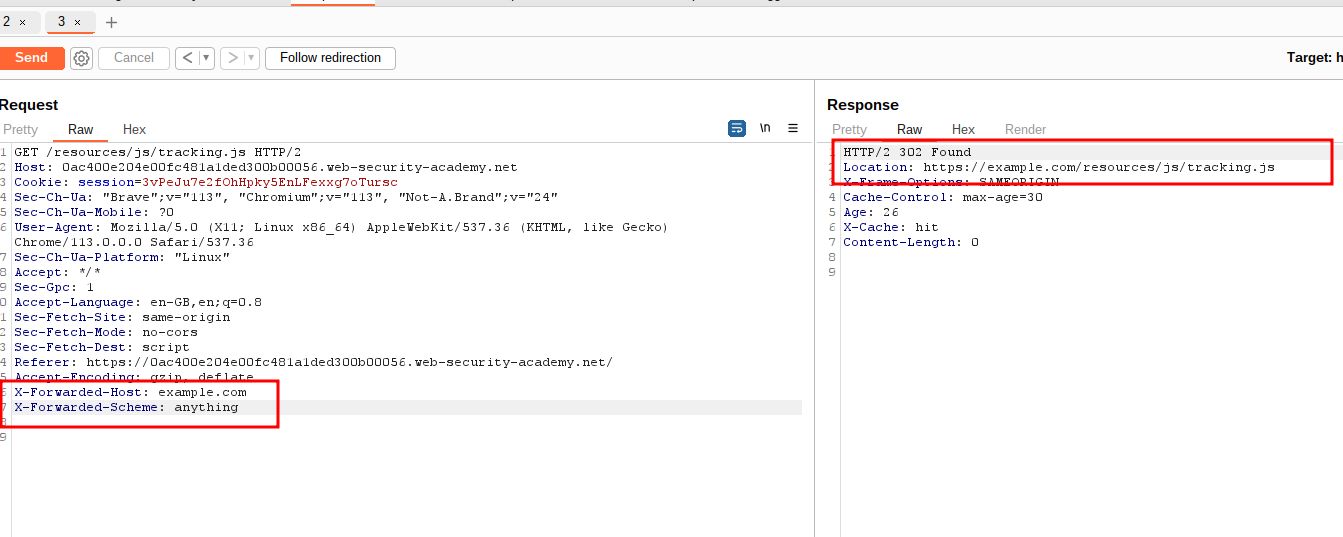 2 × 3 × +
Send Cancel < ▾ > ▾ Follow redirection Target: h
Request
Pretty Raw Hex \n
1 GET /resources/js/tracking.js HTTP/2
2 Host: 0ac400e204e00fc481a1ded300b00056.web-security-academy.net
3 Cookie: session=3vPeJu7e2fOhHpky5EnLFexxg7oTursc
4 Sec-Ch-Ua: "Brave";v="113", "Chromium";v="113", "Not-A.Brand";v="24"
5 Sec-Ch-Ua-Mobile: ?0
6 User-Agent: Mozilla/5.0 (X11; Linux x86_64) AppleWebKit/537.36 (KHTML, like Gecko)
Chrome/113.0.0.0 Safari/537.36
7 Sec-Ch-Ua-Platform: "Linux"
8 Accept: */*
9 Sec-Gpc: 1
0 Accept-Language: en-GB,en;q=0.8
1 Sec-Fetch-Site: same-origin
2 Sec-Fetch-Mode: no-cors
3 Sec-Fetch-Dest: script
4 Referer: https://0ac400e204e00fc481a1ded300b00056.web-security-academy.net/
5 Accept-Encoding: gzip, deflate
6 X-Forwarded-Host: example.com
7 X-Forwarded-Scheme: anything
8
9
Response
Pretty Raw Hex Render
1 HTTP/2 302 Found
2 Location: https://example.com/resources/js/tracking.js
3 X-Frame-Options: SAMEORIGIN
4 Cache-Control: max-age=30
5 Age: 26
6 X-Cache: hit
7 Content-Length: 0
8
9